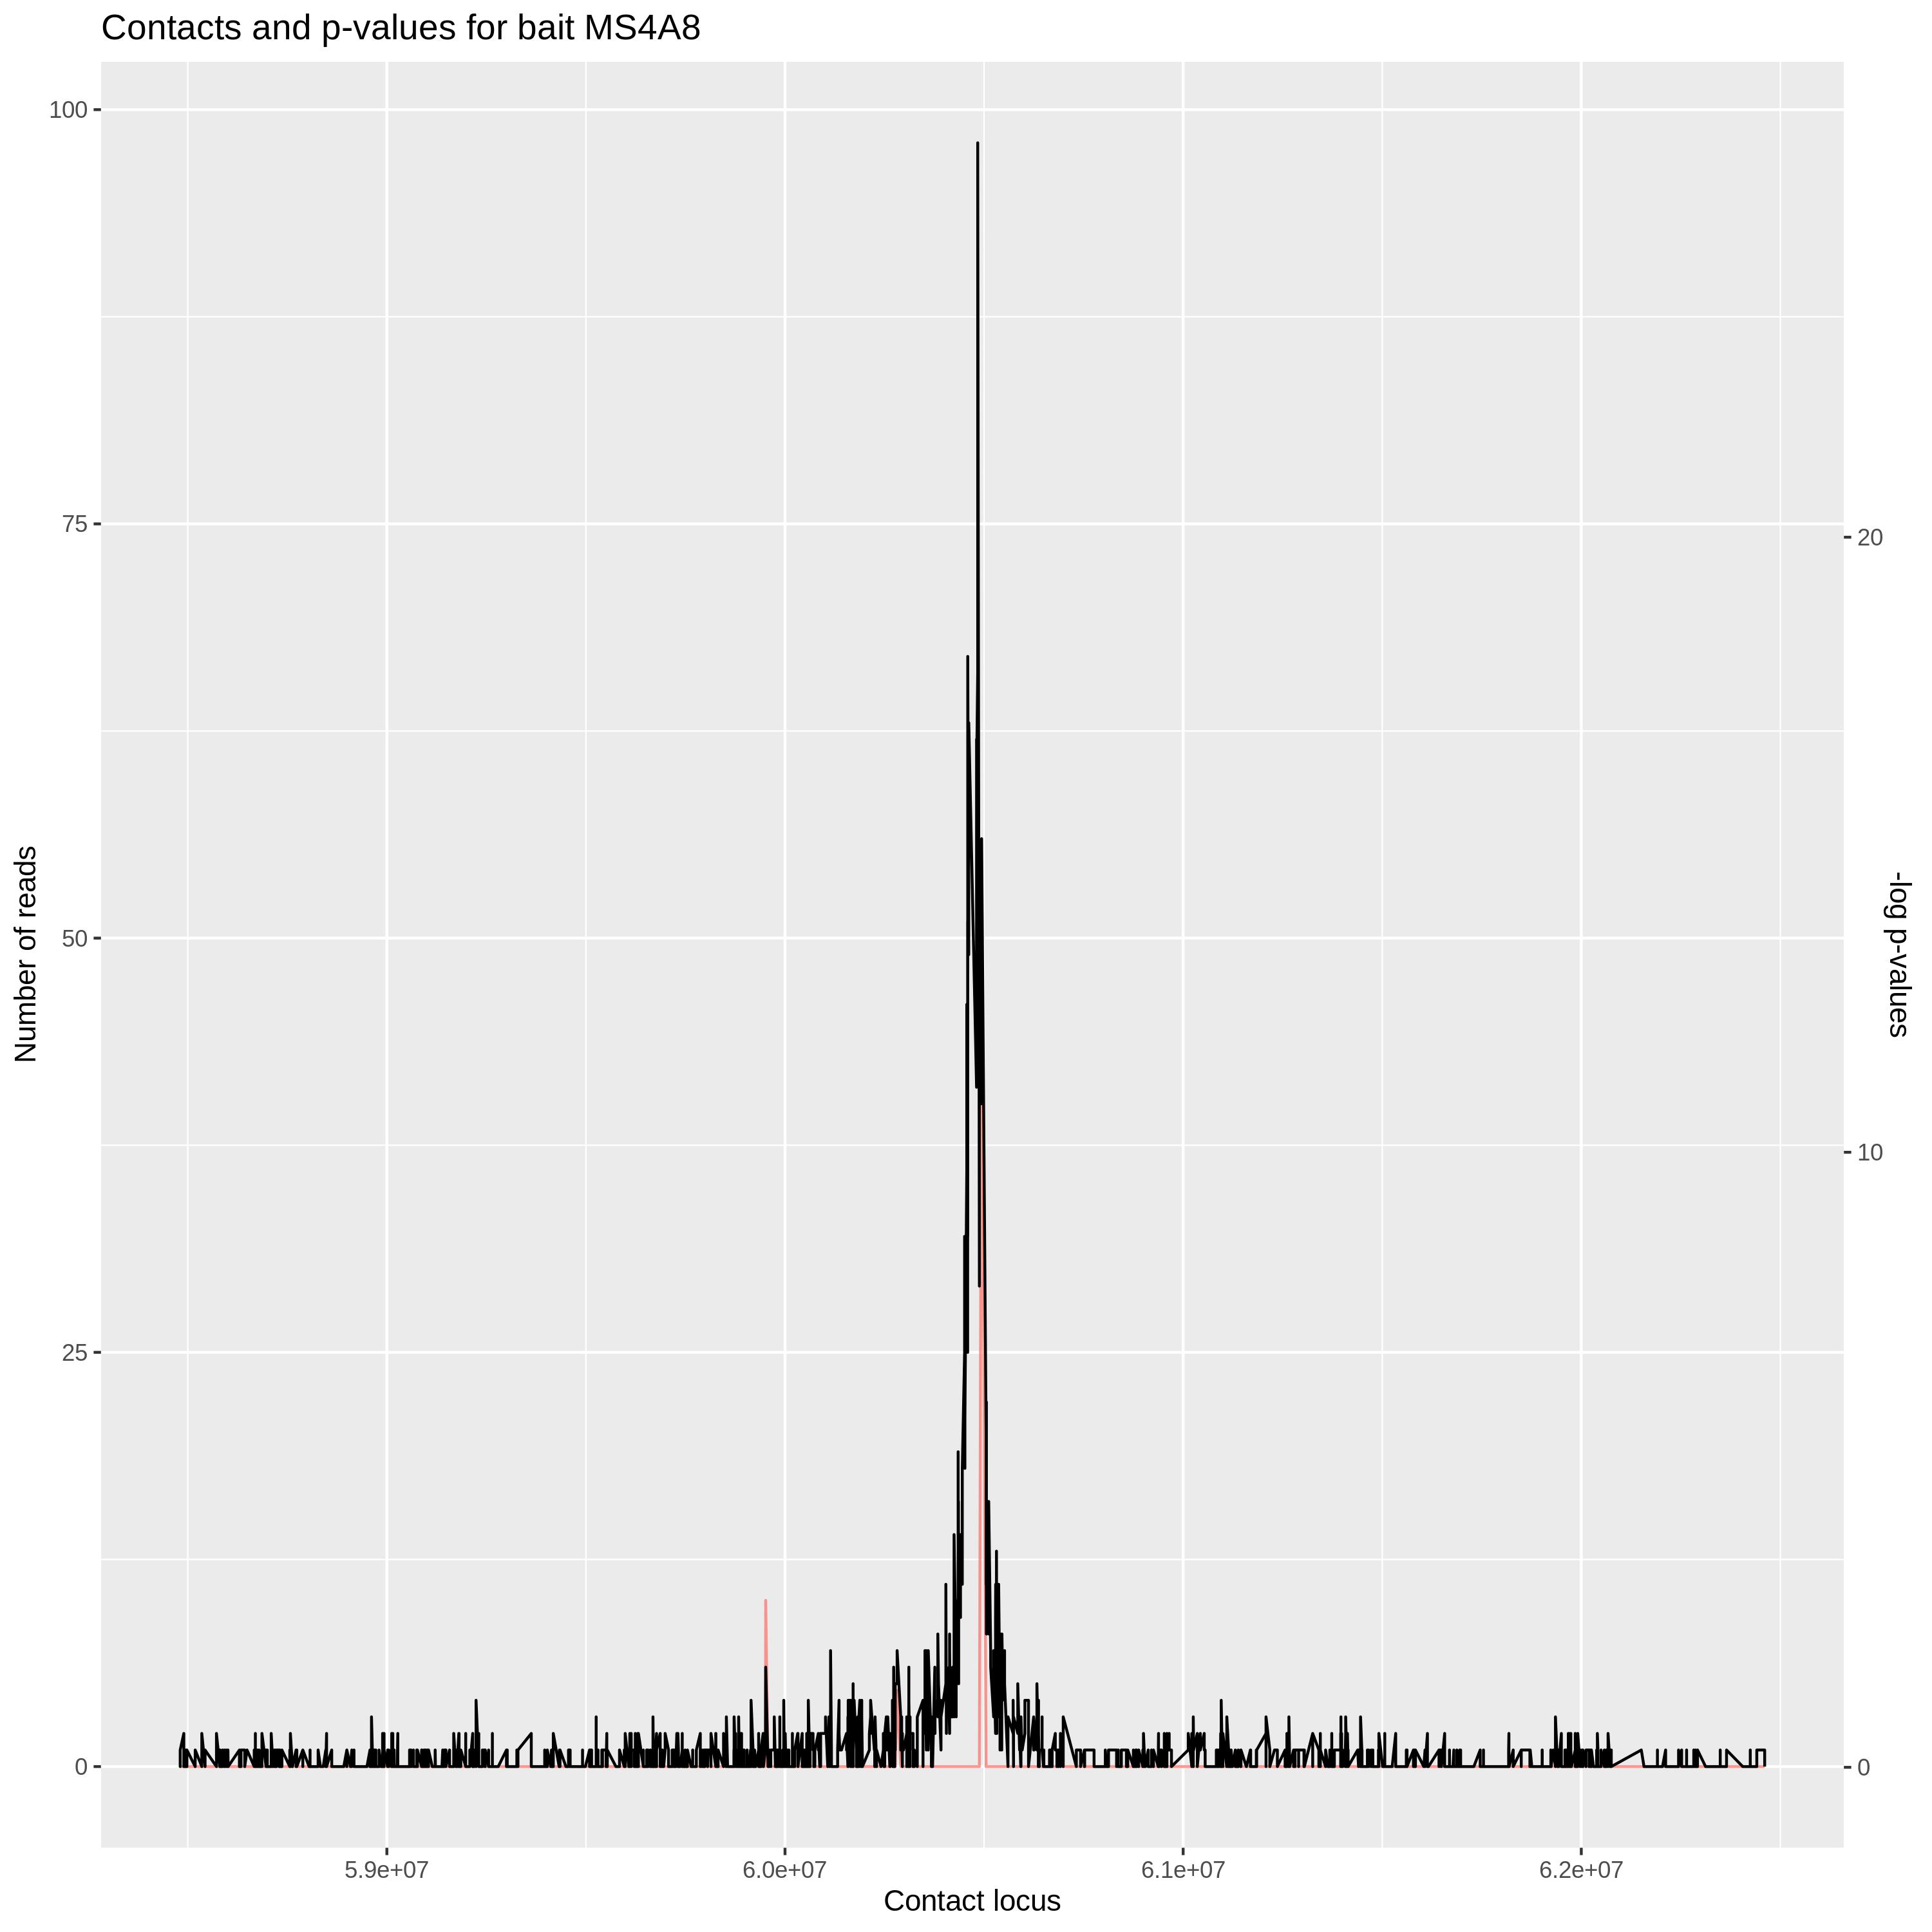 Contacts and p-values for bait MS4A8
100
75
50
25
0
Number of reads
20
10
0
-log p-values
5.9e+07
6.0e+07
6.1e+07
6.2e+07
Contact locus